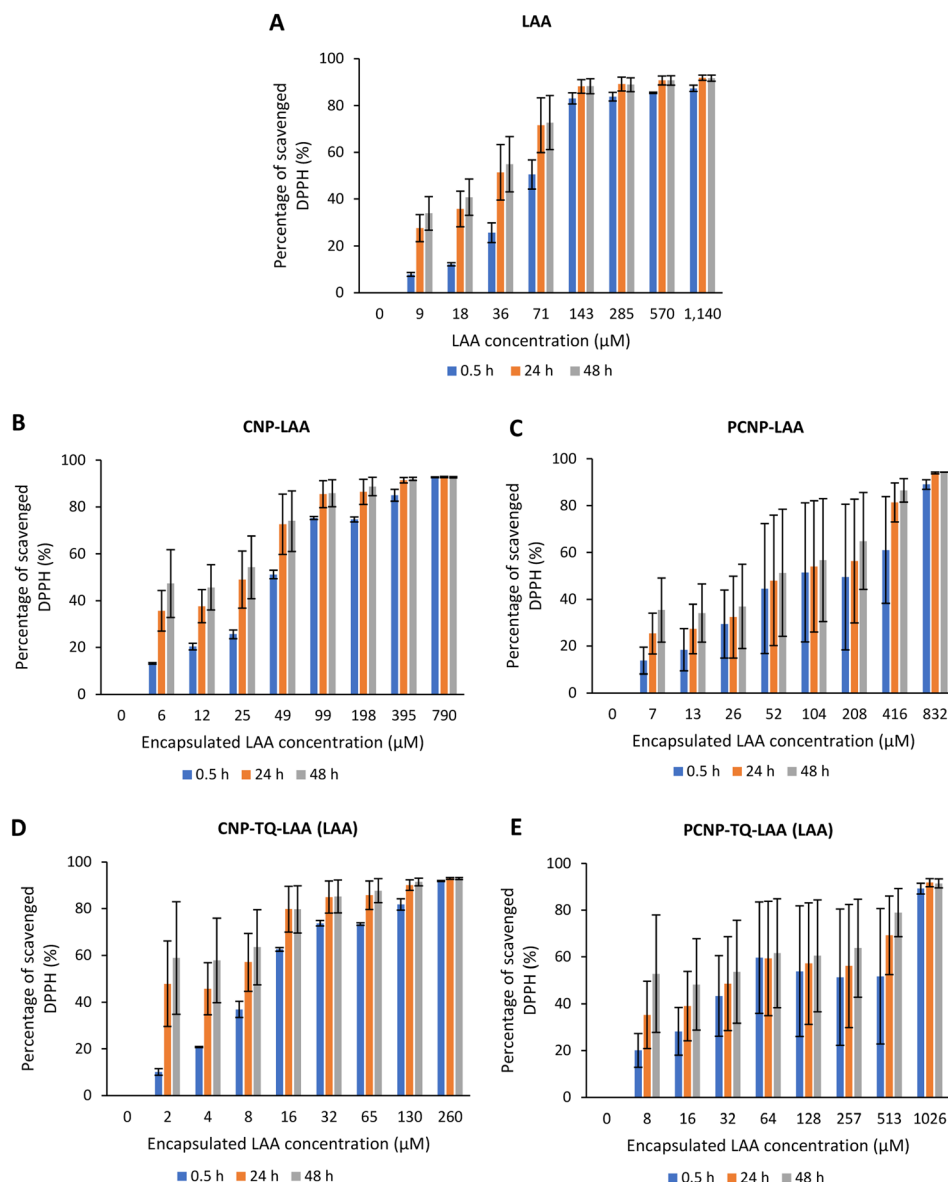 A
LAA
Percentage of scavenged
DPPH (%)
100
80
60
40
20
0
0 9 18 36 71 143 285 570 1,140
LAA concentration (µM)
0.5 h 24 h 48 h
B
CNP-LAA
Percentage of scavenged
DPPH (%)
100
80
60
40
20
0
0 6 12 25 49 99 198 395 790
Encapsulated LAA concentration (µM)
0.5 h 24 h 48 h
C
PCNP-LAA
Percentage of scavenged
DPPH (%)
100
80
60
40
20
0
0 7 13 26 52 104 208 416 832
Encapsulated LAA concentration (µM)
0.5 h 24 h 48 h
D
CNP-TQ-LAA (LAA)
Percentage of scavenged
DPPH (%)
100
80
60
40
20
0
0 2 4 8 16 32 65 130 260
Encapsulated LAA concentration (µM)
0.5 h 24 h 48 h
E
PCNP-TQ-LAA (LAA)
Percentage of scavenged
DPPH (%)
100
80
60
40
20
0
0 8 16 32 64 128 257 513 1026
Encapsulated LAA concentration (µM)
0.5 h 24 h 48 h